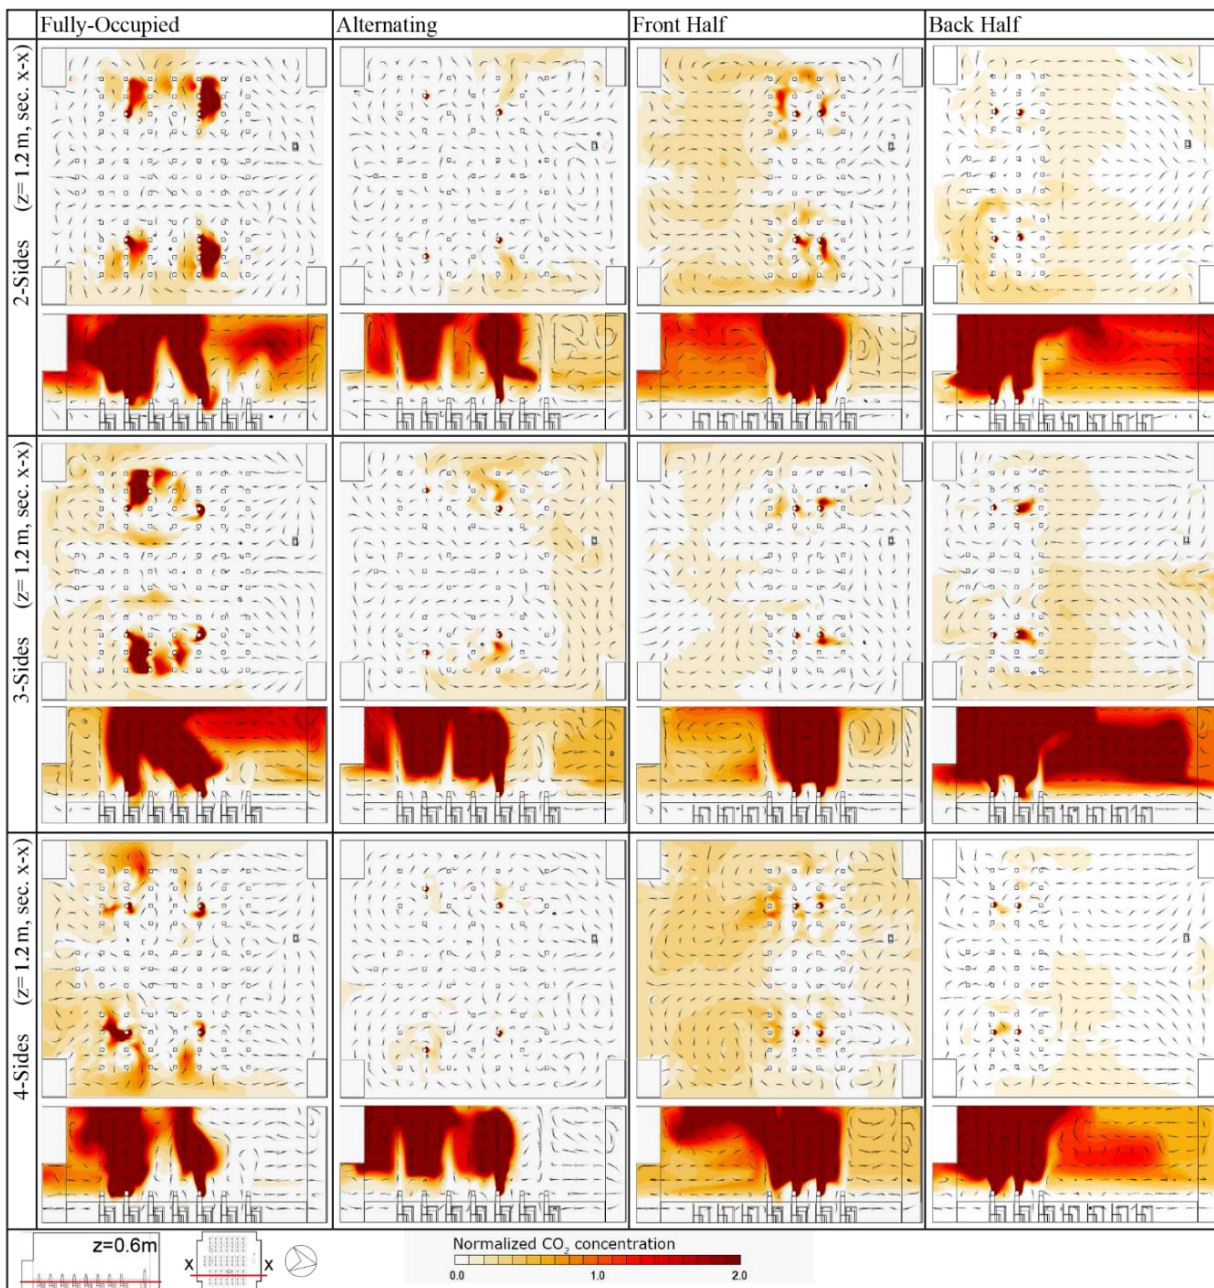 Fully-Occupied
Alternating
Front Half
Back Half
2-Sides (z= 1.2 m, sec. x-x)
3-Sides (z= 1.2 m, sec. x-x)
4-Sides (z= 1.2 m, sec. x-x)
z=0.6m
X X
Normalized CO₂ concentration
0.0 1.0 2.0